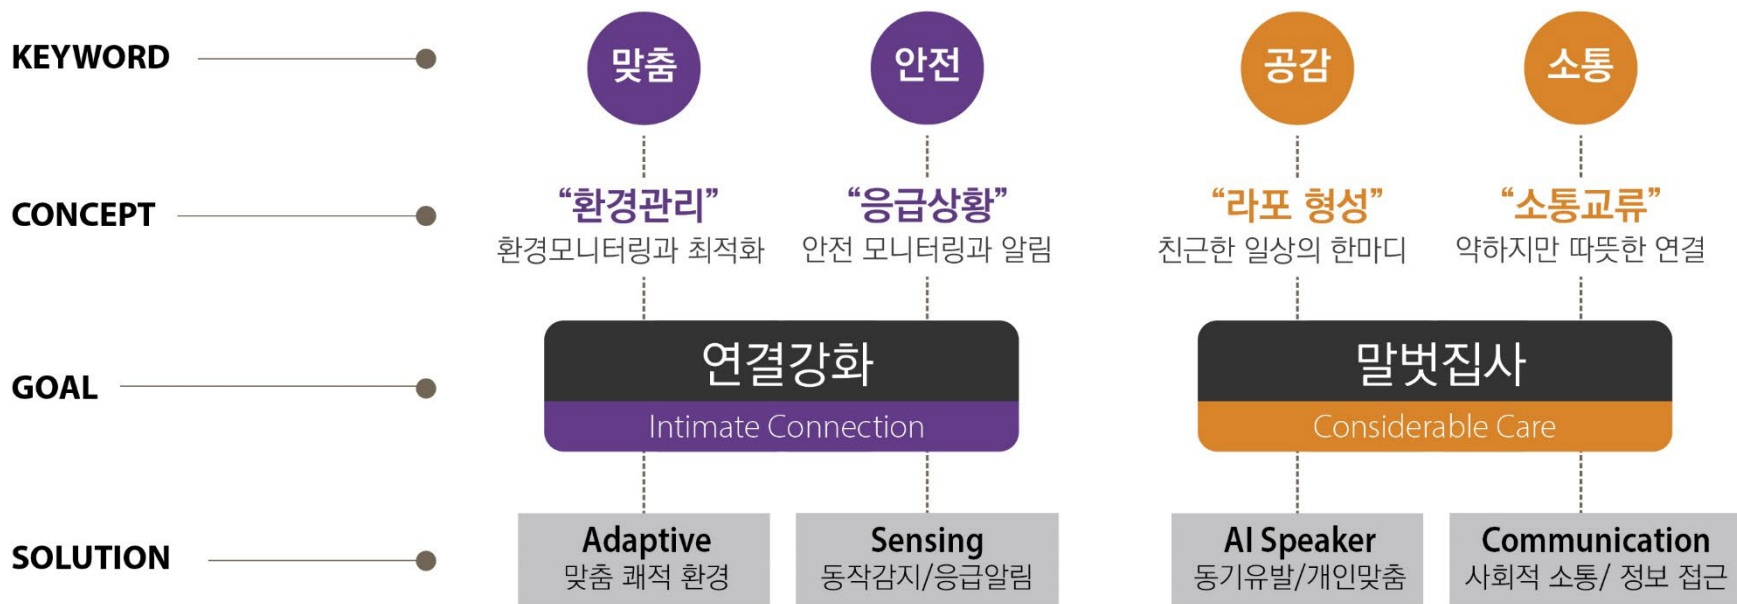 KEYWORD
맞춤
안전
공감
소통
CONCEPT
“환경관리”
환경모니터링과 최적화
“응급상황”
안전 모니터링과 알림
“라포 형성”
친근한 일상의 한마디
“소통교류”
약하지만 따뜻한 연결
GOAL
연결강화
Intimate Connection
말벗집사
Considerable Care
SOLUTION
Adaptive
맞춤 쾌적 환경
Sensing
동작감지/응급알림
AI Speaker
동기유발/개인맞춤
Communication
사회적 소통/ 정보 접근